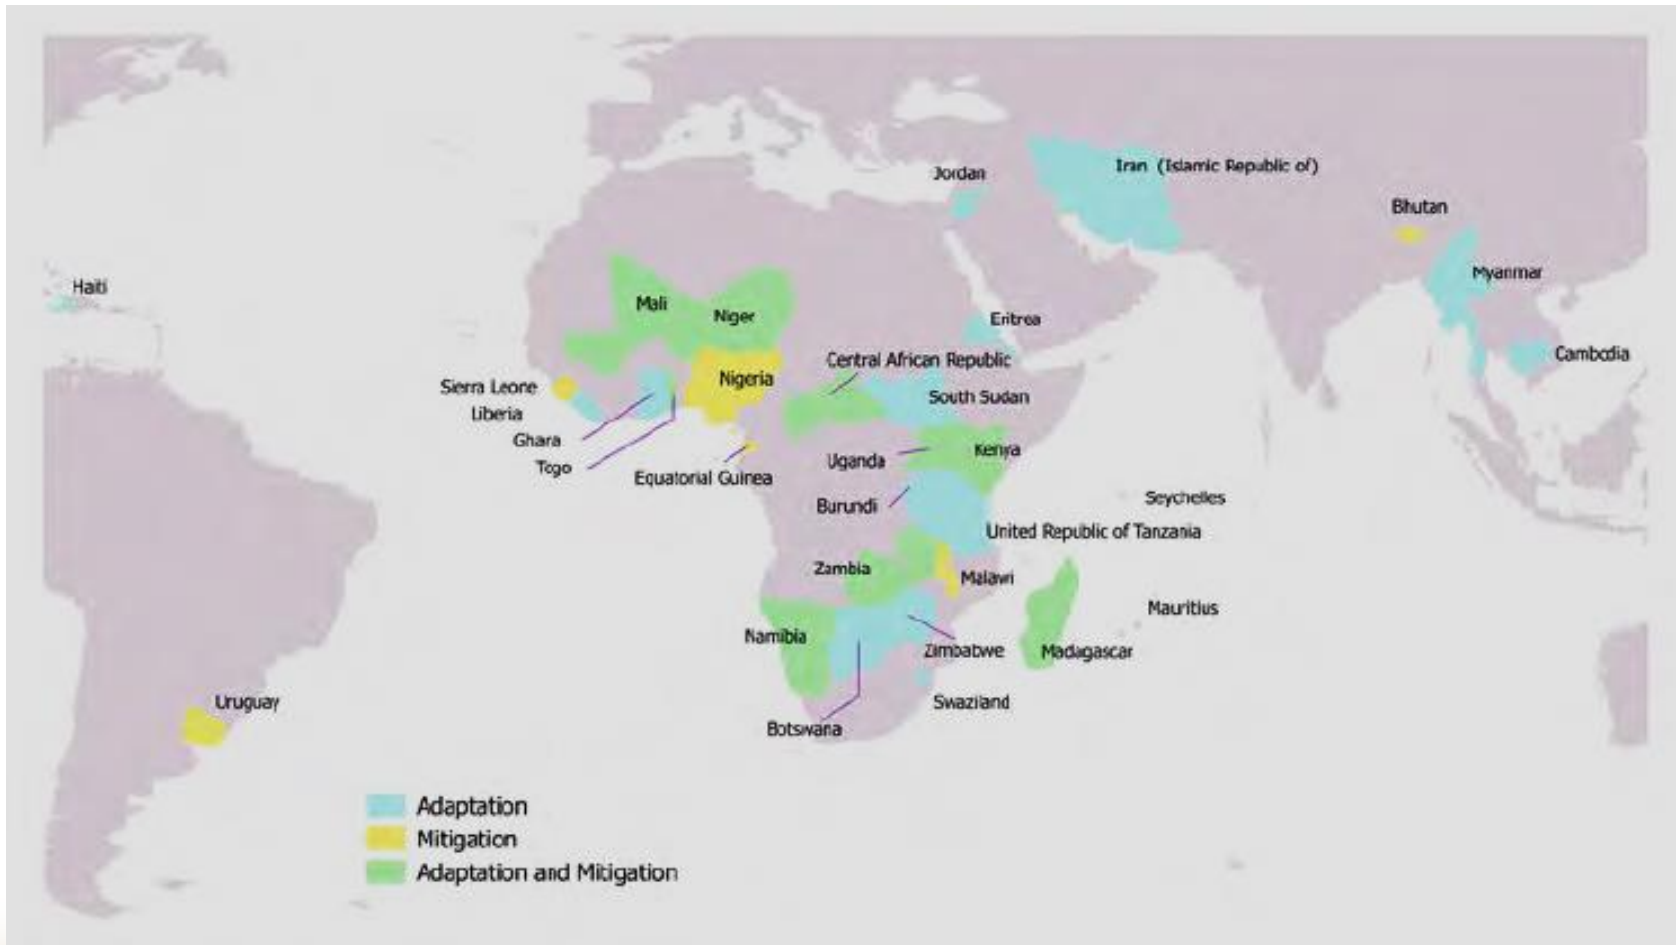 Jordan
Iran (Islamic Republic of)
Bhutan
Myanmar
Haiti
Mali
Niger
Eritrea
Central African Republic
Cambodia
Sierra Leone
Nigeria
South Sudan
Liberia
Ghara
Togo
Equatorial Guinea
Uganda
Kenya
Burundi
Seychelles
United Republic of Tanzania
Zambia
Malawi
Mauritius
Namibia
Zimbabwe
Madagascar
Uruguay
Swaziland
Botswana
Adaptation
Mitigation
Adaptation and Mitigation